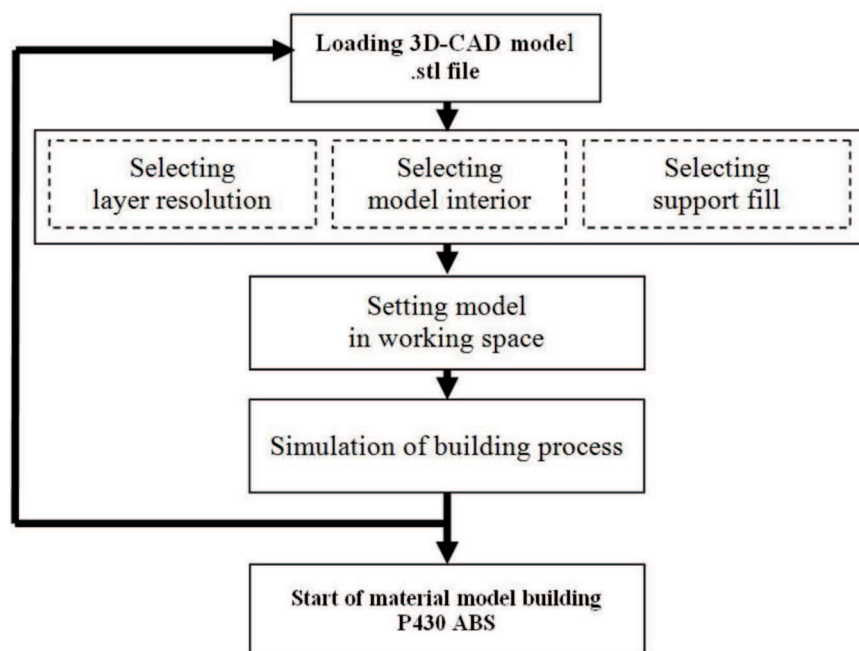 Loading 3D-CAD model
.stl file
Selecting
layer resolution
Selecting
model interior
Selecting
support fill
Setting model
in working space
Simulation of building process
Start of material model building
P430 ABS